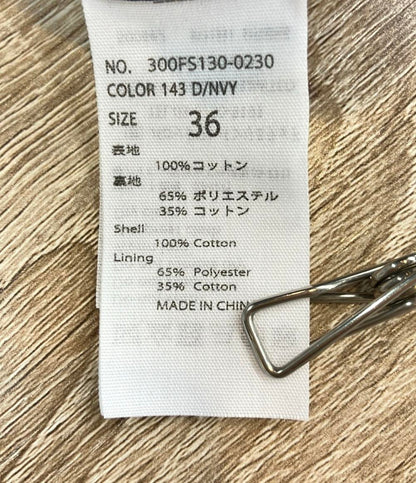 NO. 300FS130-0230
COLOR 143 D/NVY
SIZE 36
表地
100%コットン
裏地
65% ポリエステル
35% コットン
Shell
100% Cotton
Lining
65% Polyester
35% Cotton
MADE IN CHIN